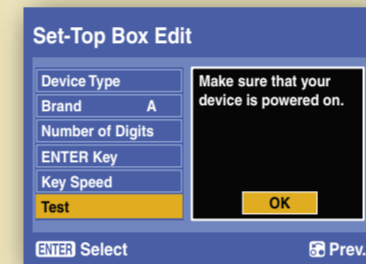 Set-Top Box Edit
Device Type
Brand A
Number of Digits
ENTER Key
Key Speed
Test
Make sure that your
device is powered on.
OK
ENTER Select
Prev.